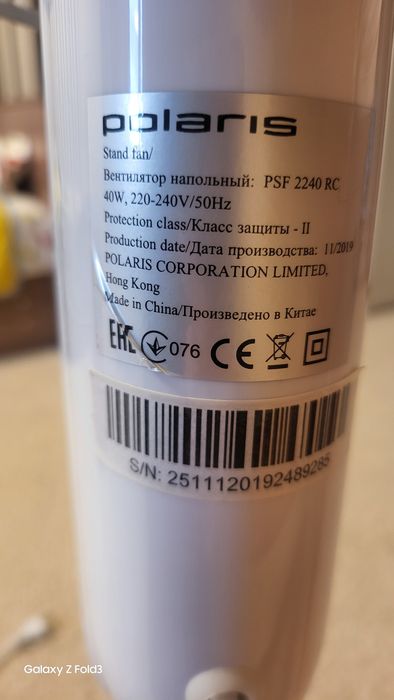 polaris
Stand fan/
Вентилятор напольный: PSF 2240 RC
40W, 220-240V/50Hz
Protection class/Класс защиты - II
Production date/Дата производства: 11/2019
POLARIS CORPORATION LIMITED,
Hong Kong
Made in China/Произведено в Китае
EAC 076 CE
S/N: 25111120192489285
Galaxy Z Fold3